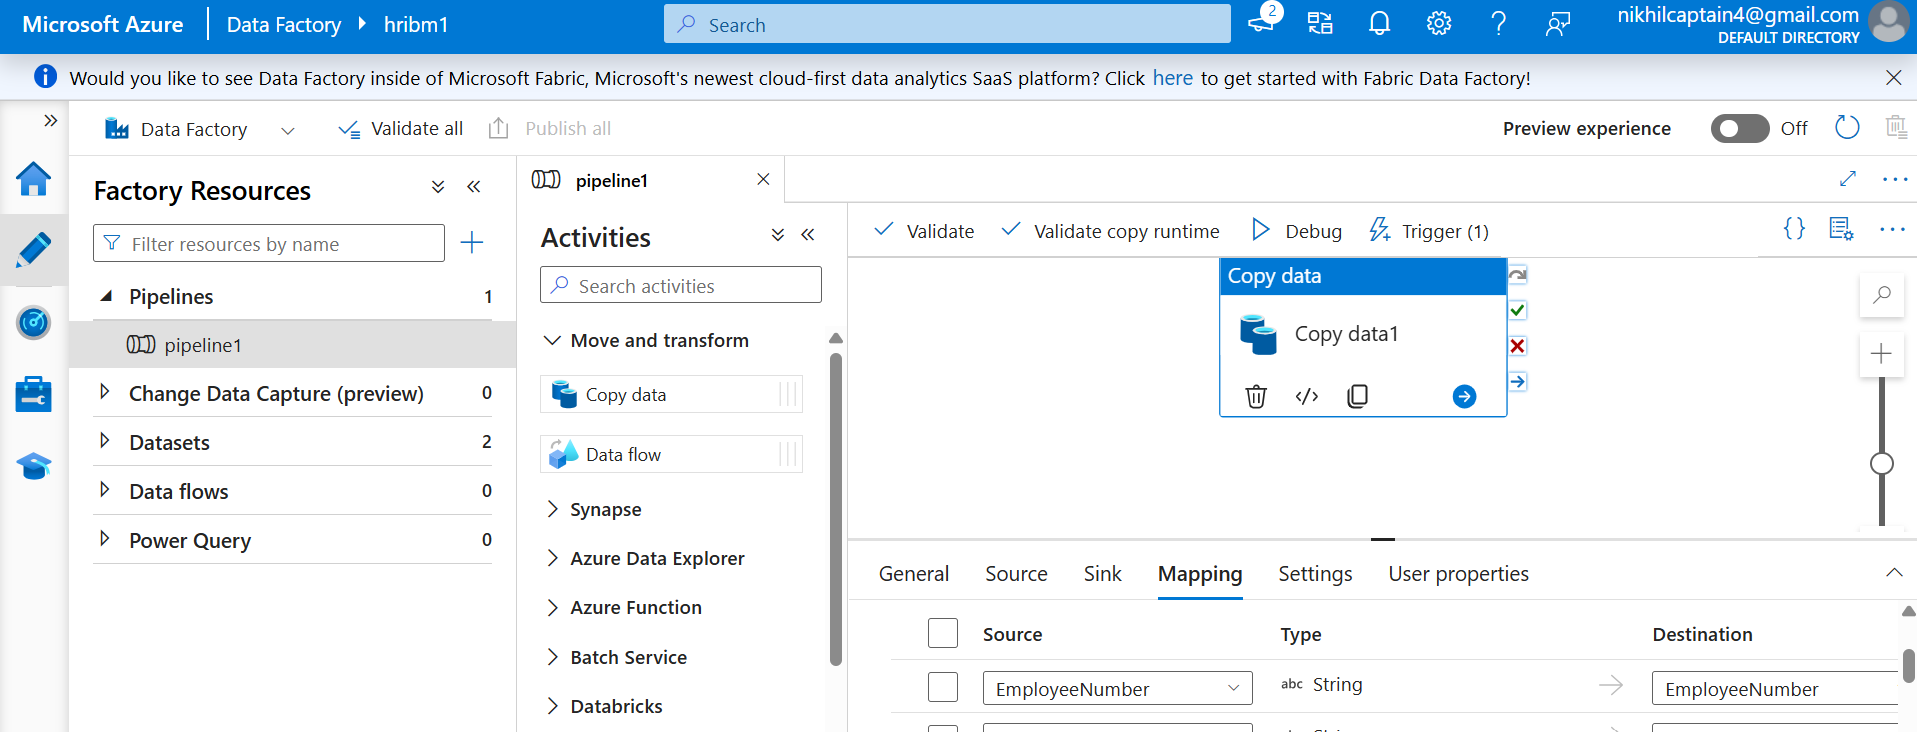 Microsoft Azure
Data Factory
hribm1
Search
2
nikhilcaptain4@gmail.com
DEFAULT DIRECTORY
Would you like to see Data Factory inside of Microsoft Fabric, Microsoft's newest cloud-first data analytics SaaS platform? Click here to get started with Fabric Data Factory!
Data Factory
Validate all
Publish all
Preview experience
Off
Factory Resources
Filter resources by name
Pipelines 1
pipeline1
Change Data Capture (preview) 0
Datasets 2
Data flows 0
Power Query 0
pipeline1
Activities
Search activities
Move and transform
Copy data
Data flow
Synapse
Azure Data Explorer
Azure Function
Batch Service
Databricks
Validate
Validate copy runtime
Debug
Trigger (1)
Copy data
Copy data1
General
Source
Sink
Mapping
Settings
User properties
Source Type Destination
EmployeeNumber abc String EmployeeNumber